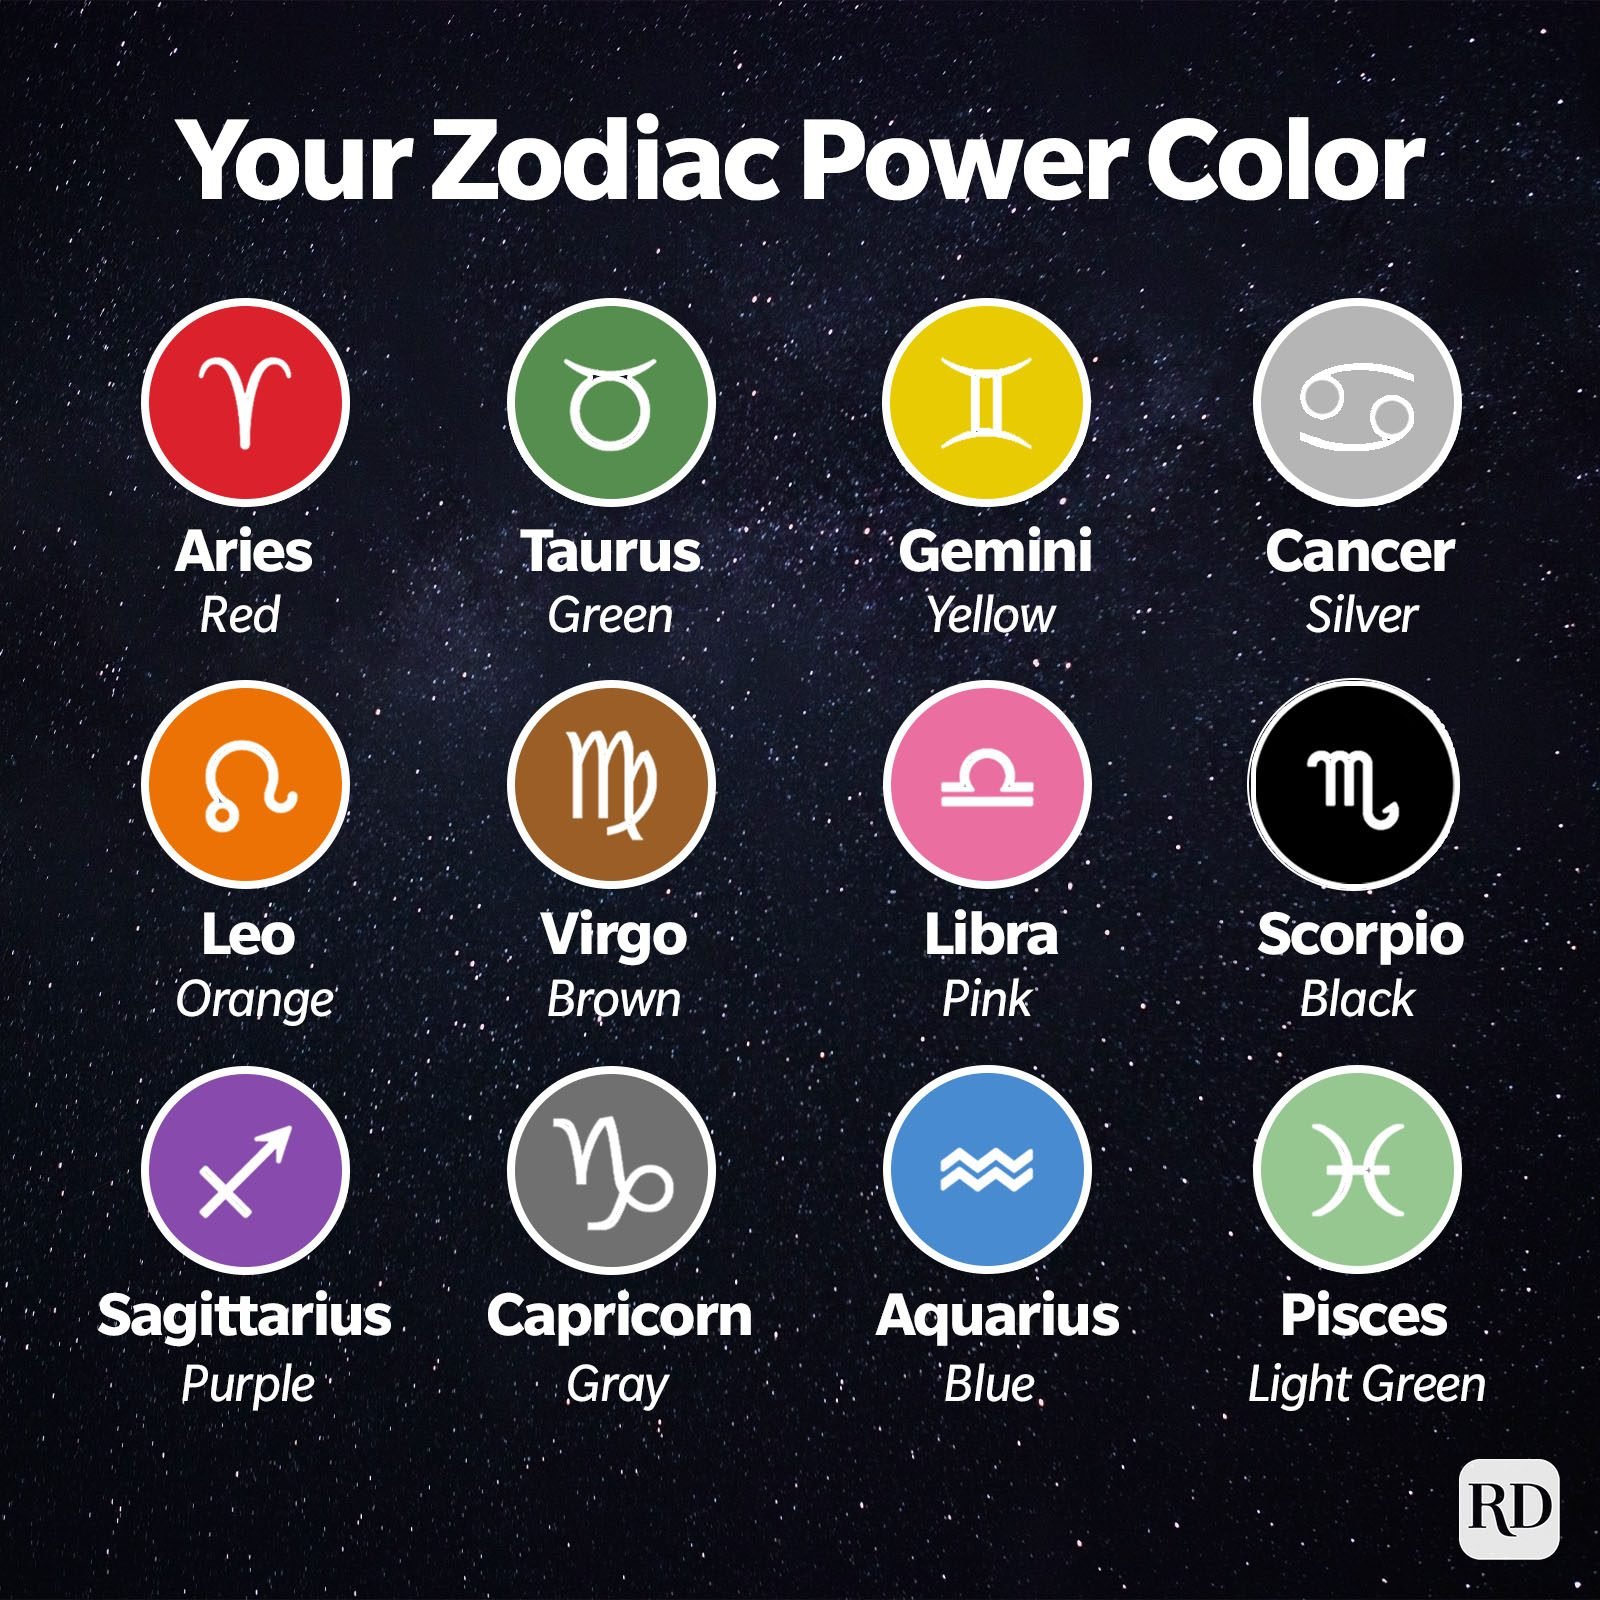 Your Zodiac Power Color
Aries
Red
Taurus
Green
Gemini
Yellow
Cancer
Silver
Leo
Orange
Virgo
Brown
Libra
Pink
Scorpio
Black
Sagittarius
Purple
Capricorn
Gray
Aquarius
Blue
Pisces
Light Green
RD